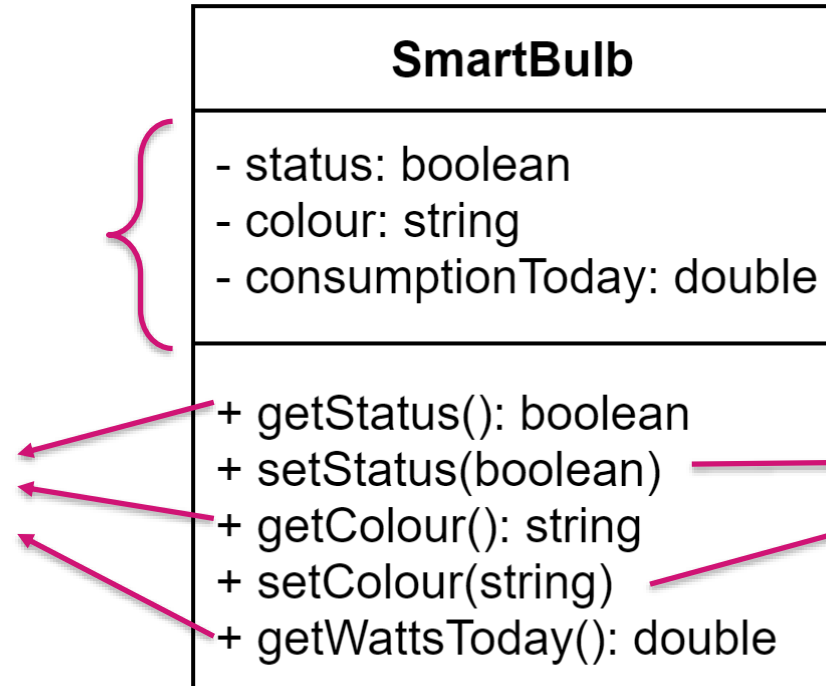 SmartBulb
- status: boolean
- colour: string
- consumptionToday: double
+ getStatus(): boolean
+ setStatus(boolean)
+ getColour(): string
+ setColour(string)
+ getWattsToday(): double